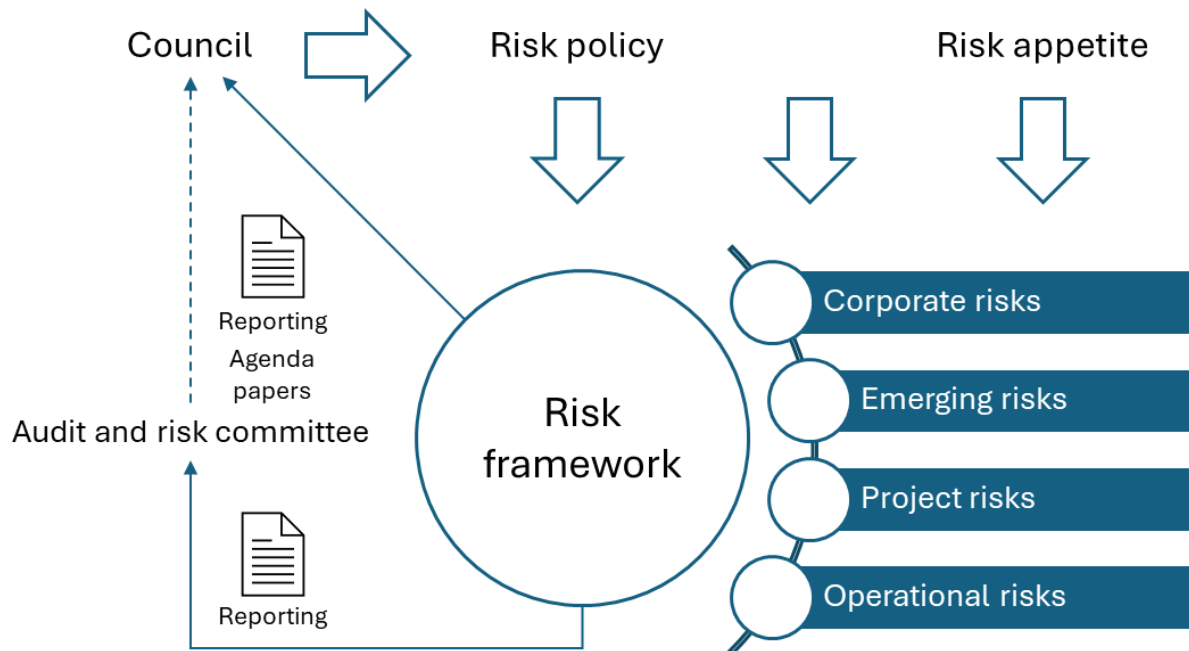 Council
Risk policy
Risk appetite
Reporting
Agenda
papers
Audit and risk committee
Reporting
Risk
framework
Corporate risks
Emerging risks
Project risks
Operational risks